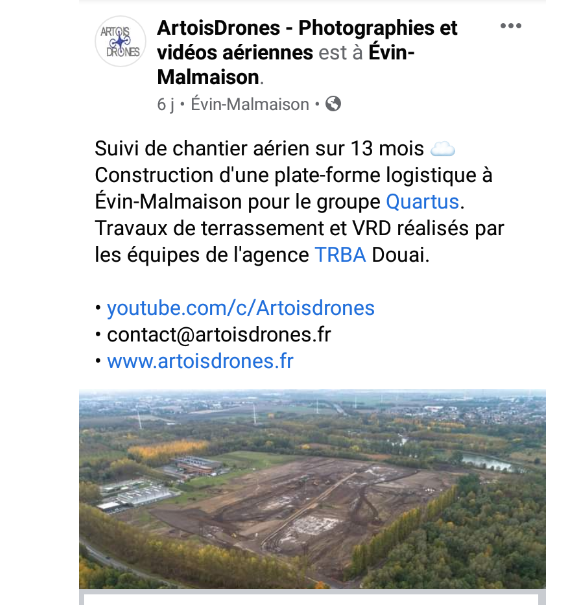 ARTOIS
DRONES
ArtoisDrones - Photographies et
vidéos aériennes est à Évin-
Malmaison.
6 j • Évin-Malmaison •
Suivi de chantier aérien sur 13 mois ☁️
Construction d'une plate-forme logistique à
Évin-Malmaison pour le groupe Quartus.
Travaux de terrassement et VRD réalisés par
les équipes de l'agence TRBA Douai.
• youtube.com/c/Artoisdrones
• contact@artoisdrones.fr
• www.artoisdrones.fr